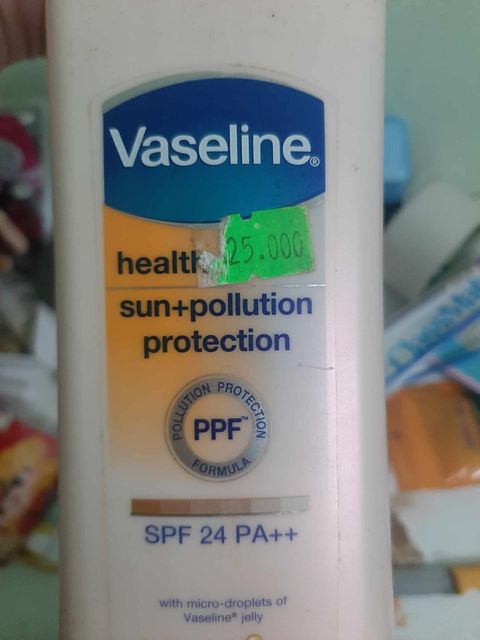 Vaseline®
health
25.000
sun+pollution
protection
POLLUTION PROTECTION
PPF™
FORMULA
SPF 24 PA++
with micro-droplets of
Vaseline® jelly